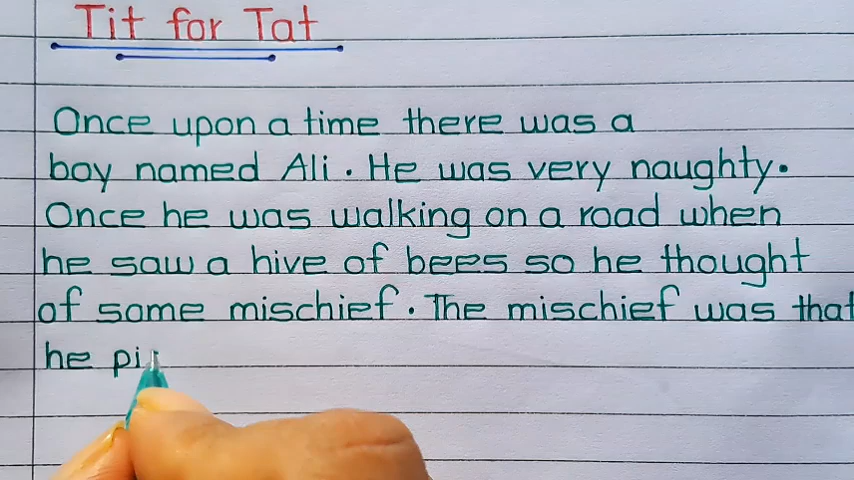 Tit for Tat
Once upon a time there was a
boy named Ali. He was very naughty.
Once he was walking on a road when
he saw a hive of bees so he thought
of some mischief. The mischief was that
he pi